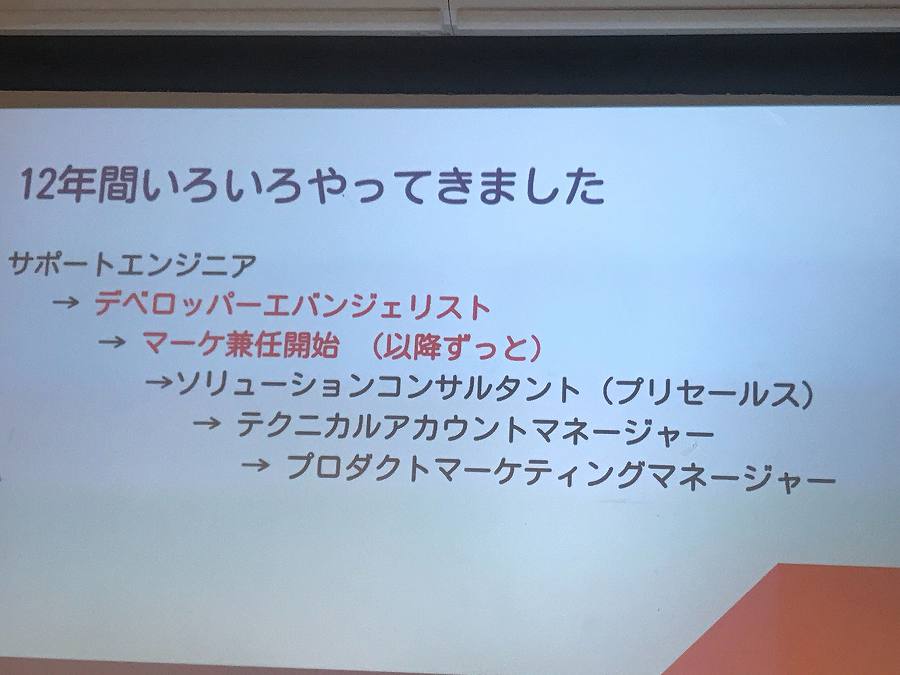 12年間いろいろやってきました
サポートエンジニア
→ デベロッパーエバンジェリスト
→ マーケ兼任開始 （以降ずっと）
→ソリューションコンサルタント（プリセールス）
→ テクニカルアカウントマネージャー
→ プロダクトマーケティングマネージャー